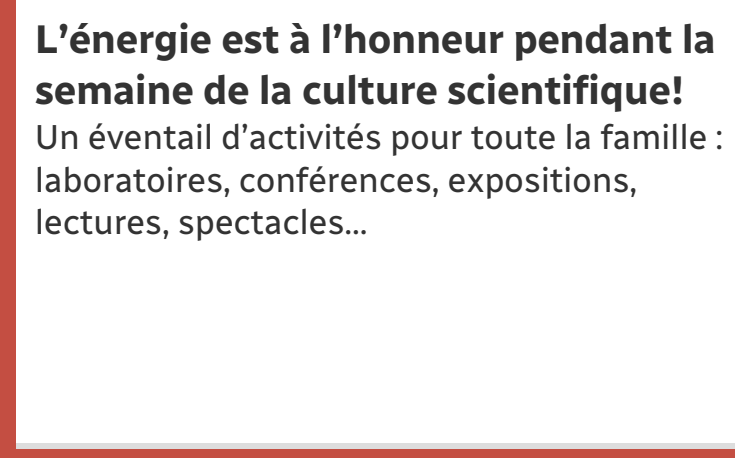 L’énergie est à l’honneur pendant la
semaine de la culture scientifique!
Un éventail d’activités pour toute la famille :
laboratoires, conférences, expositions,
lectures, spectacles…